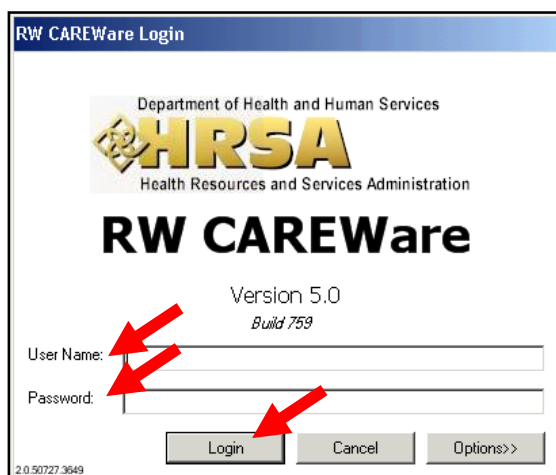 RW CAREWare Login
Department of Health and Human Services
HRSA
Health Resources and Services Administration
RW CAREWare
Version 5.0
Build 759
User Name:
Password:
Login Cancel Options>>
2.0.50727.3649